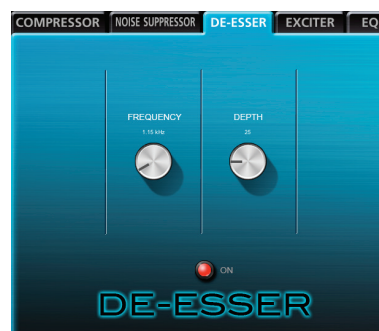 COMPRESSOR NOISE SUPPRESSOR DE-ESSER EXCITER EQ
FREQUENCY DEPTH
1.15 kHz 25
ON
DE-ESSER